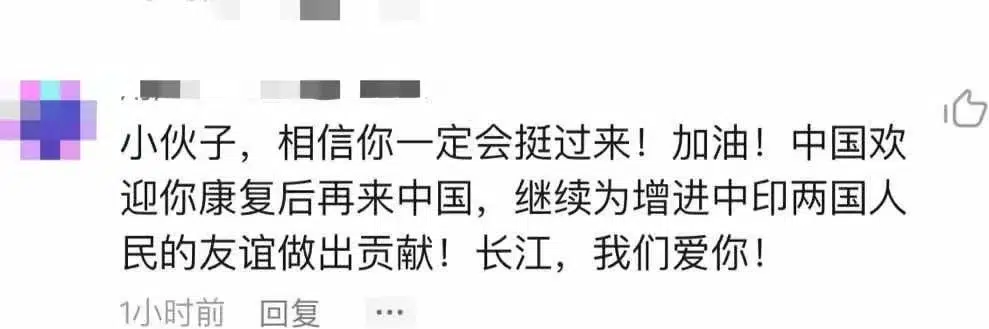 小伙子，相信你一定会挺过来！加油！中国欢
迎你康复后再来中国，继续为增进中印两国人
民的友谊做出贡献！长江，我们爱你！
1小时前 回复 ···